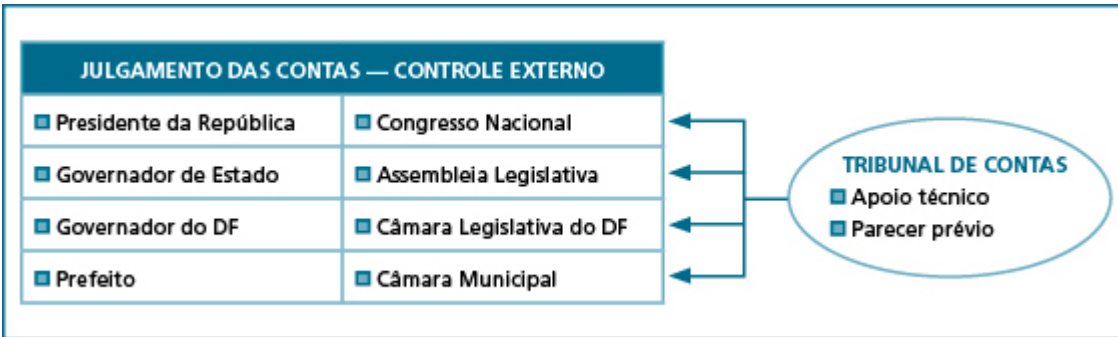 JULGAMENTO DAS CONTAS — CONTROLE EXTERNO
Presidente da República
Congresso Nacional
Governador de Estado
Assembleia Legislativa
Governador do DF
Câmara Legislativa do DF
Prefeito
Câmara Municipal
TRIBUNAL DE CONTAS
Apoio técnico
Parecer prévio